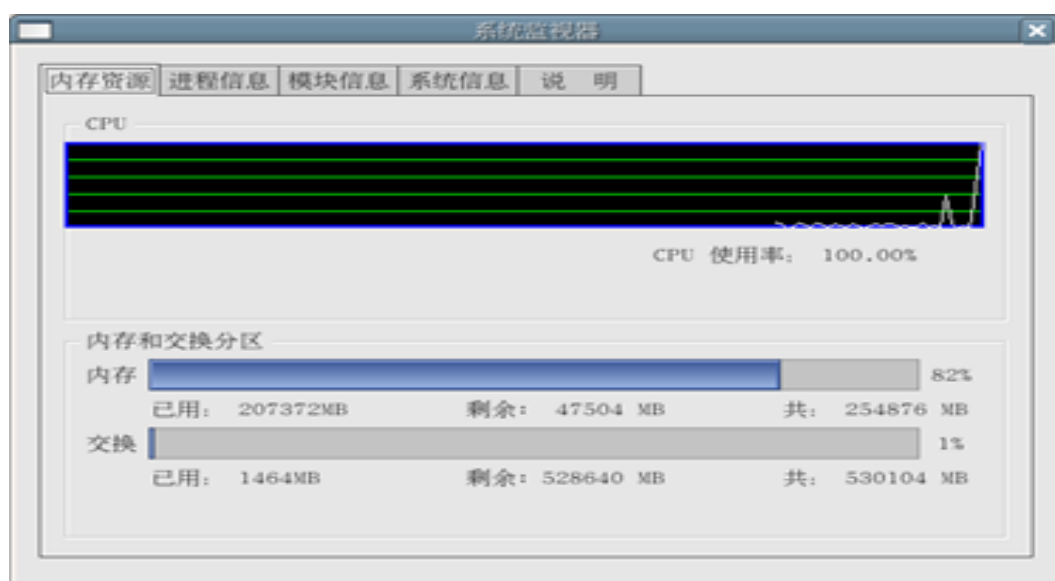 系统监视器
内存资源 进程信息 模块信息 系统信息 说 明
CPU
CPU 使用率: 100.00%
内存和交换分区
内存 82%
已用: 207372MB 剩余: 47504 MB 共: 254876 MB
交换 1%
已用: 1464MB 剩余: 528640 MB 共: 530104 MB